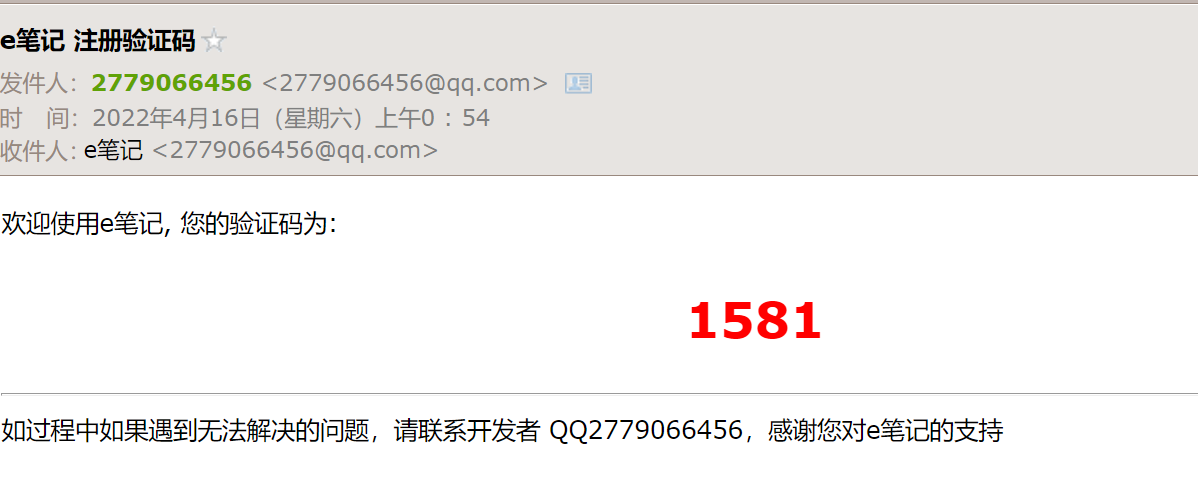 e笔记 注册验证码
发件人：2779066456 <2779066456@qq.com>
时　间：2022年4月16日（星期六）上午0：54
收件人：e笔记 <2779066456@qq.com>
欢迎使用e笔记, 您的验证码为：
1581
如过程中如果遇到无法解决的问题，请联系开发者 QQ2779066456，感谢您对e笔记的支持